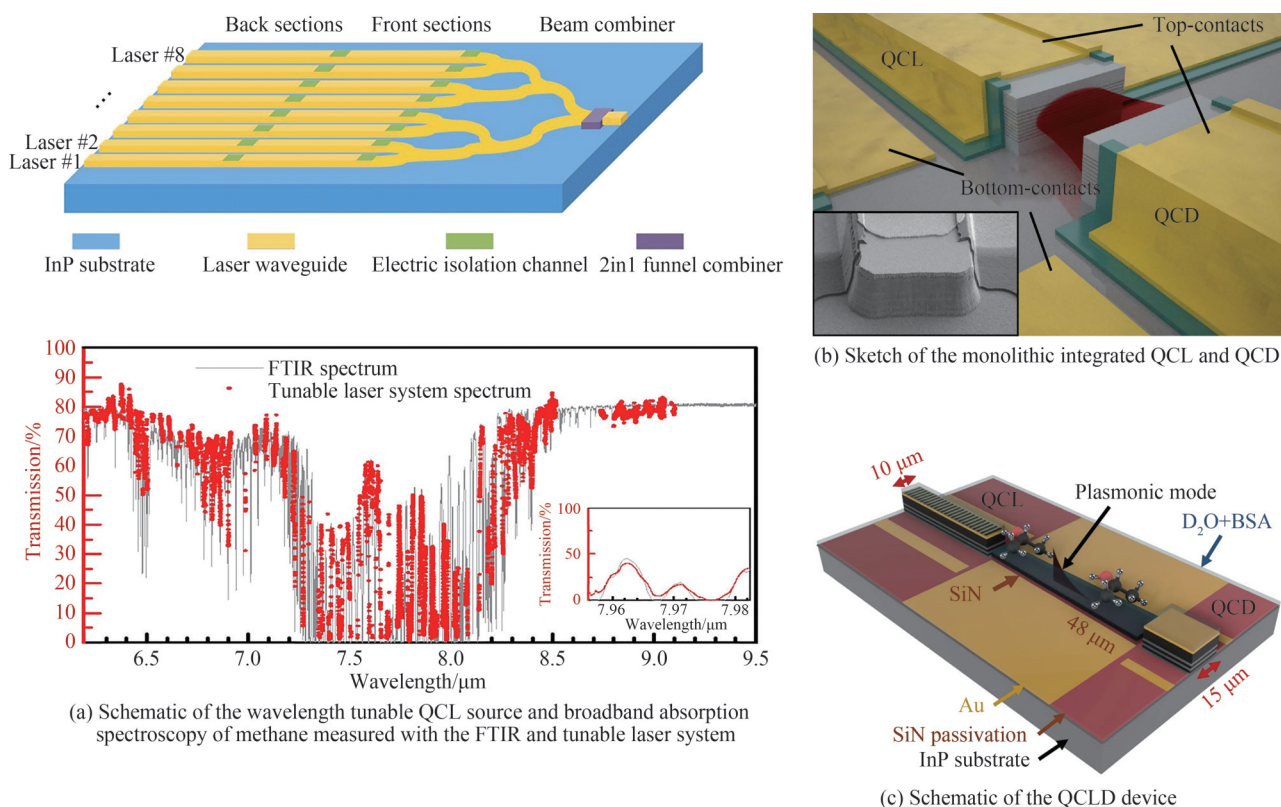 Back sections
Front sections
Beam combiner
Laser #8
...
Laser #2
Laser #1
InP substrate
Laser waveguide
Electric isolation channel
2in1 funnel combiner
100
90
80
70
60
50
40
30
20
10
0
Transmission/%
FTIR spectrum
Tunable laser system spectrum
100
50
0
Transmission/%
7.96
7.97
7.98
Wavelength/μm
6.5
7.0
7.5
8.0
8.5
9.0
9.5
Wavelength/μm
(a) Schematic of the wavelength tunable QCL source and broadband absorption
spectroscopy of methane measured with the FTIR and tunable laser system
QCL
Top-contacts
Bottom-contacts
QCD
(b) Sketch of the monolithic integrated QCL and QCD
10 μm
QCL
Plasmonic mode
D₂O+BSA
SiN
48 μm
QCD
15 μm
Au
SiN passivation
InP substrate
(c) Schematic of the QCLD device